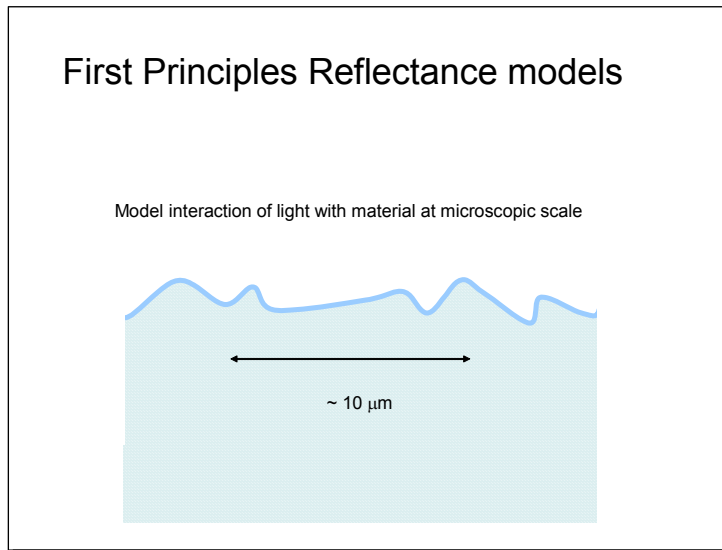 First Principles Reflectance models
Model interaction of light with material at microscopic scale
~ 10 μm